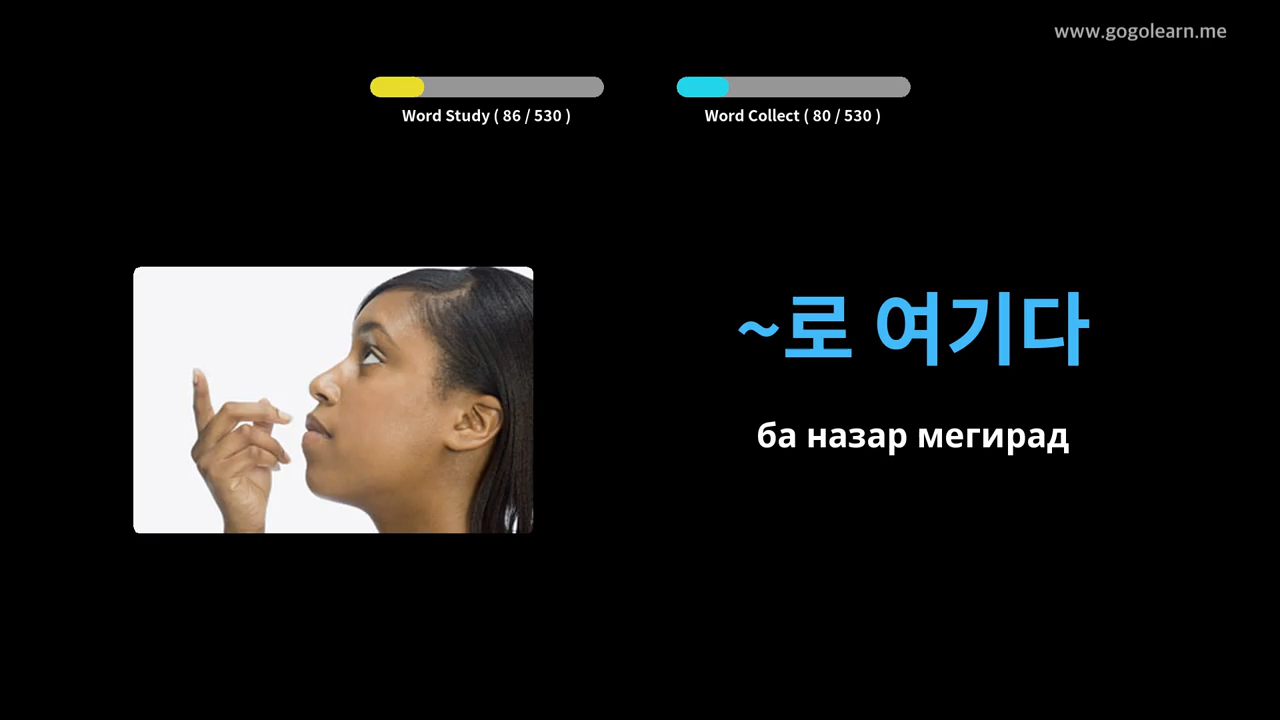 www.gogolearn.me
Word Study ( 86 / 530 )
Word Collect ( 80 / 530 )
~로 여기다
ба назар мегирад